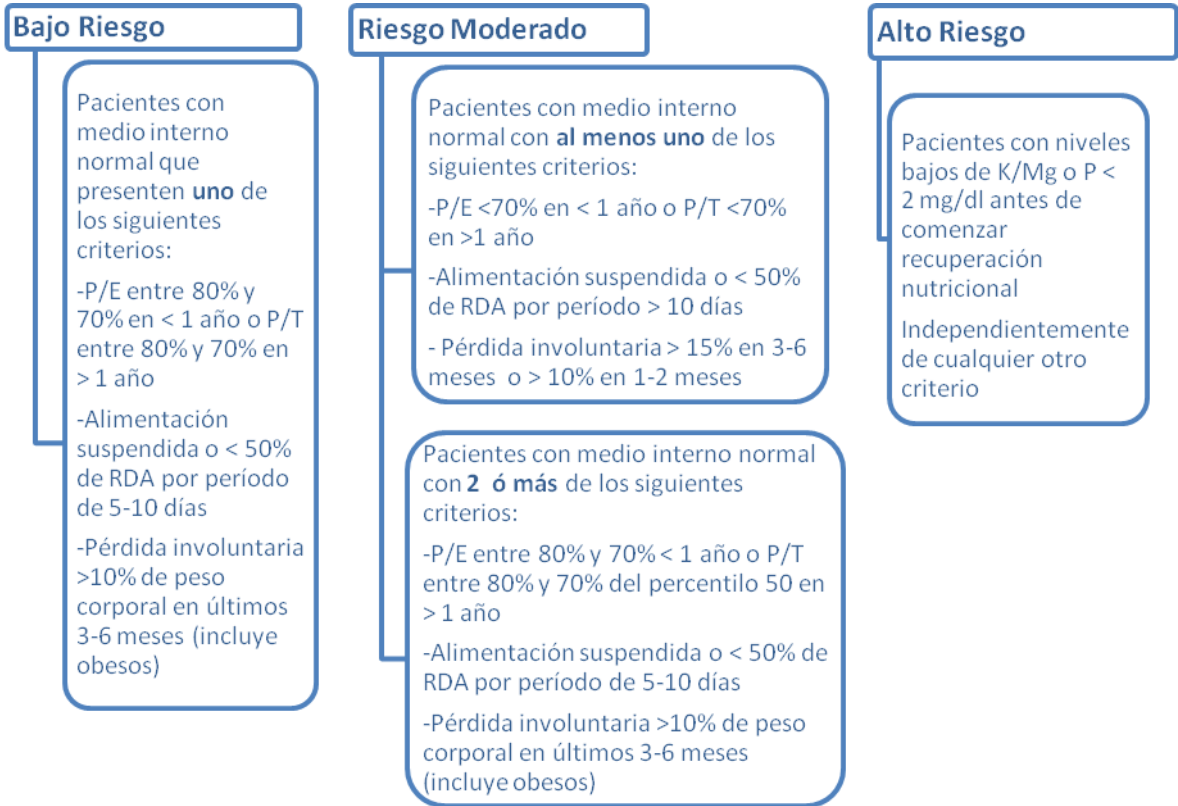 Bajo Riesgo
Pacientes con
medio interno
normal que
presenten uno de
los siguientes
criterios:
-P/E entre 80% y
70% en < 1 año o P/T
entre 80% y 70% en
> 1 año
-Alimentación
suspendida o < 50%
de RDA por período
de 5-10 días
-Pérdida involuntaria
>10% de peso
corporal en últimos
3-6 meses (incluye
obesos)
Riesgo Moderado
Pacientes con medio interno
normal con al menos uno de los
siguientes criterios:
-P/E <70% en < 1 año o P/T <70%
en >1 año
-Alimentación suspendida o < 50%
de RDA por período > 10 días
- Pérdida involuntaria > 15% en 3-6
meses o > 10% en 1-2 meses
Pacientes con medio interno normal
con 2 ó más de los siguientes
criterios:
-P/E entre 80% y 70% < 1 año o P/T
entre 80% y 70% del percentilo 50 en
> 1 año
-Alimentación suspendida o < 50% de
RDA por período de 5-10 días
-Pérdida involuntaria >10% de peso
corporal en últimos 3-6 meses
(incluye obesos)
Alto Riesgo
Pacientes con niveles
bajos de K/Mg o P <
2 mg/dl antes de
comenzar
recuperación
nutricional
Independientemente
de cualquier otro
criterio